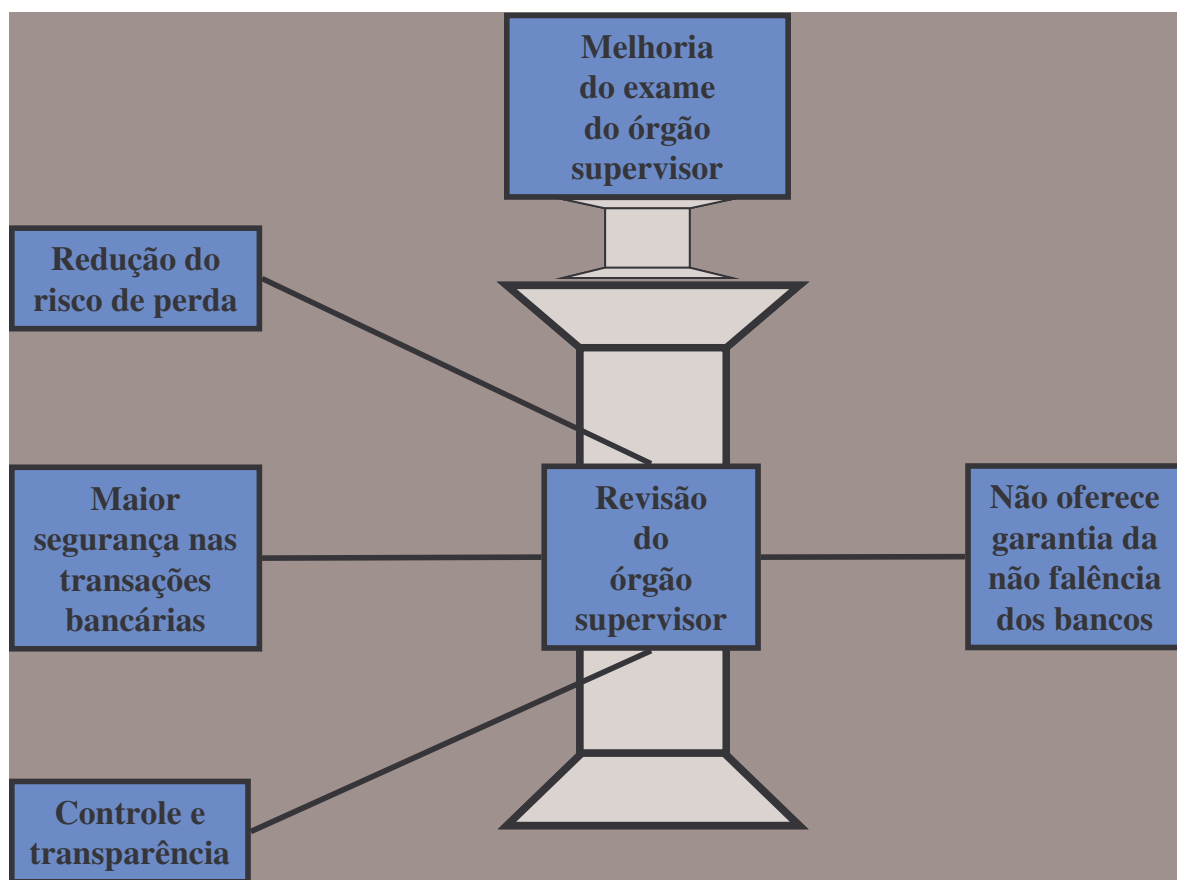 Melhoria
do exame
do órgão
supervisor
Redução do
risco de perda
Maior
segurança nas
transações
bancárias
Revisão
do
órgão
supervisor
Não oferece
garantia da
não falência
dos bancos
Controle e
transparência